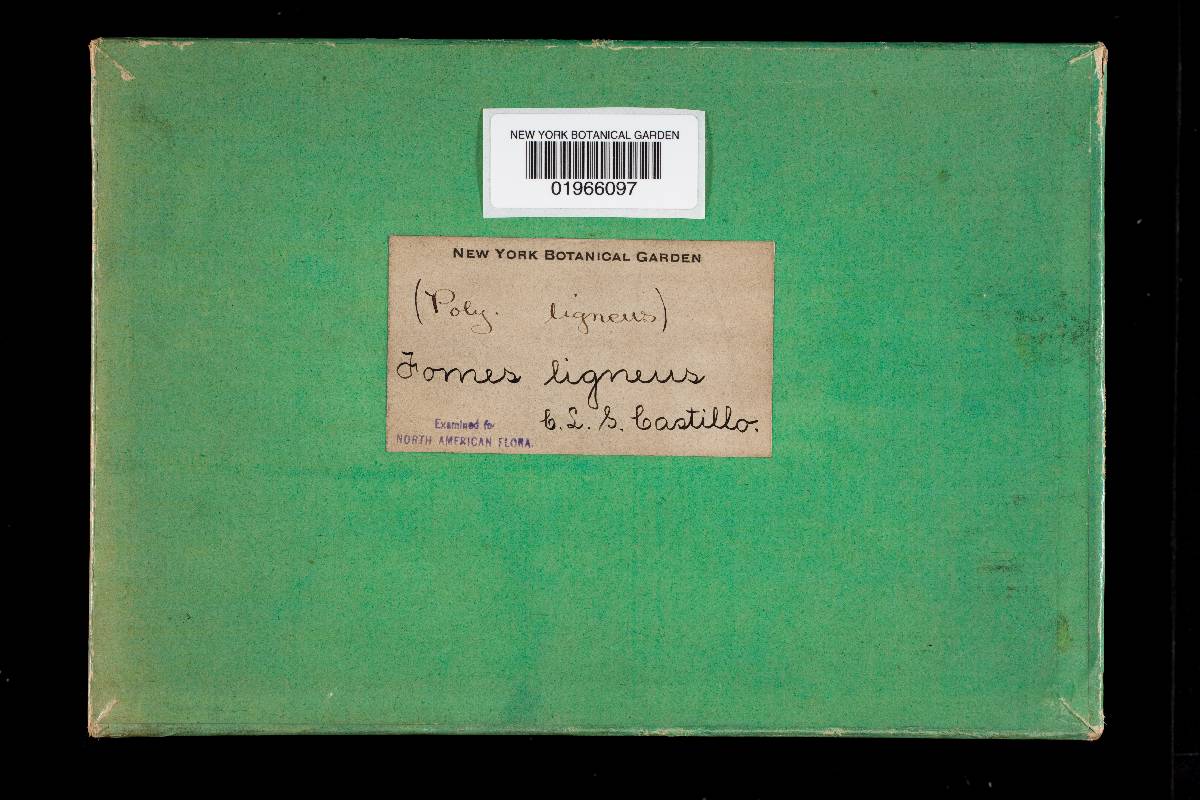 NEW YORK BOTANICAL GARDEN
01966097
NEW YORK BOTANICAL GARDEN
(Poly. ligneus)
Fomes ligneus
C. L. S. Castillo.
Examined for
NORTH AMERICAN FLORA.